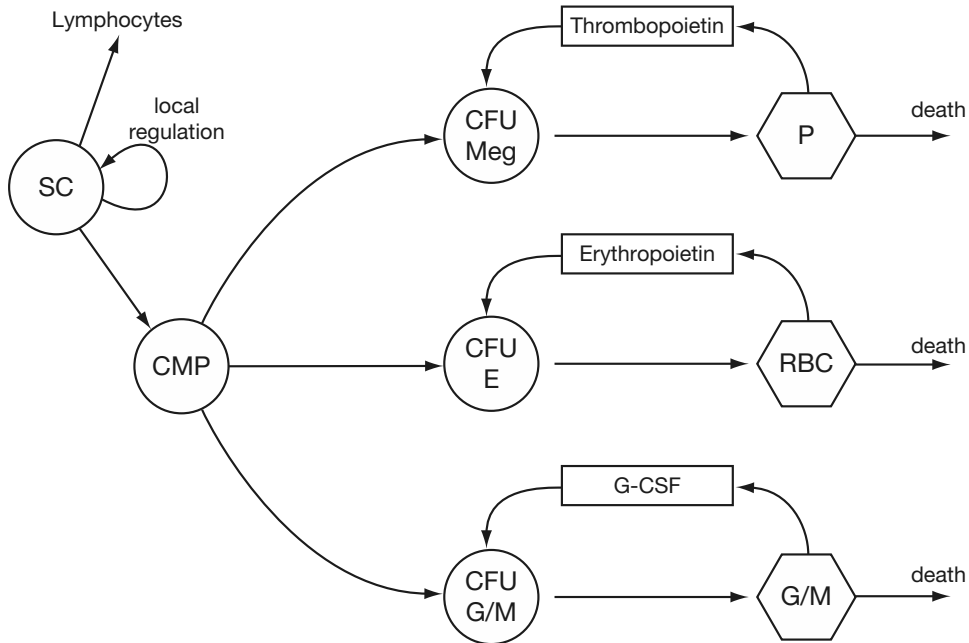 Lymphocytes
local
regulation
SC
CMP
Thrombopoietin
CFU
Meg
P
death
Erythropoietin
CFU
E
RBC
death
G-CSF
CFU
G/M
G/M
death